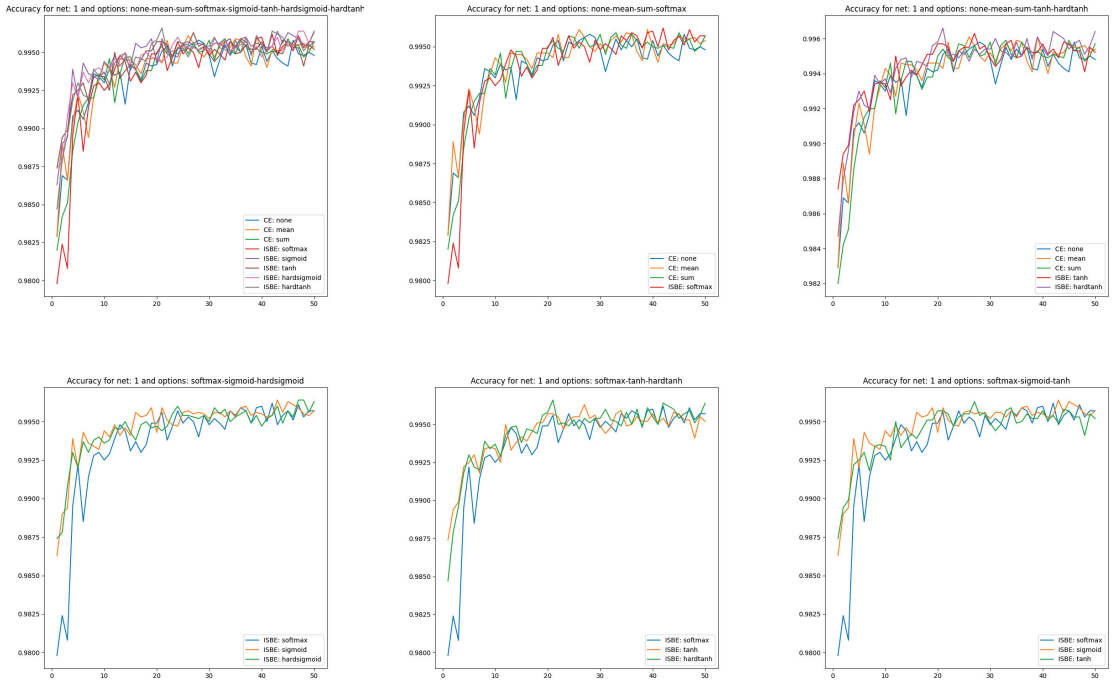 Accuracy for net: 1 and options: none-mean-sum-softmax-sigmoid-tanh-hardsigmoid-hardtanh
0.9950
0.9925
0.9900
0.9875
0.9850
0.9825
0.9800
0
10
20
30
40
50
CE: none
CE: mean
CE: sum
ISBE: softmax
ISBE: sigmoid
ISBE: tanh
ISBE: hardsigmoid
ISBE: hardtanh
Accuracy for net: 1 and options: none-mean-sum-softmax
0.9950
0.9925
0.9900
0.9875
0.9850
0.9825
0.9800
0
10
20
30
40
50
CE: none
CE: mean
CE: sum
ISBE: softmax
Accuracy for net: 1 and options: none-mean-sum-tanh-hardtanh
0.996
0.994
0.992
0.990
0.988
0.986
0.984
0.982
0
10
20
30
40
50
CE: none
CE: mean
CE: sum
ISBE: tanh
ISBE: hardtanh
Accuracy for net: 1 and options: softmax-sigmoid-hardsigmoid
0.9950
0.9925
0.9900
0.9875
0.9850
0.9825
0.9800
0
10
20
30
40
50
ISBE: softmax
ISBE: sigmoid
ISBE: hardsigmoid
Accuracy for net: 1 and options: softmax-tanh-hardtanh
0.9950
0.9925
0.9900
0.9875
0.9850
0.9825
0.9800
0
10
20
30
40
50
ISBE: softmax
ISBE: tanh
ISBE: hardtanh
Accuracy for net: 1 and options: softmax-sigmoid-tanh
0.9950
0.9925
0.9900
0.9875
0.9850
0.9825
0.9800
0
10
20
30
40
50
ISBE: softmax
ISBE: sigmoid
ISBE: tanh